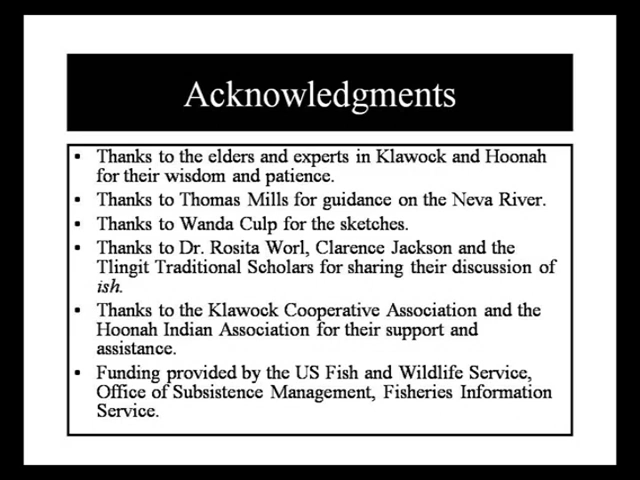 Acknowledgments
• Thanks to the elders and experts in Klawock and Hoonah
for their wisdom and patience.
• Thanks to Thomas Mills for guidance on the Neva River.
• Thanks to Wanda Culp for the sketches.
• Thanks to Dr. Rosita Worl, Clarence Jackson and the
Tlingit Traditional Scholars for sharing their discussion of
ish.
• Thanks to the Klawock Cooperative Association and the
Hoonah Indian Association for their support and
assistance.
• Funding provided by the US Fish and Wildlife Service,
Office of Subsistence Management, Fisheries Information
Service.